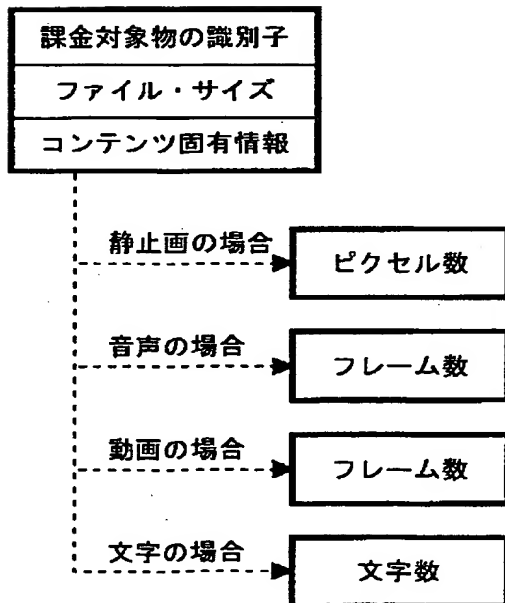 課金対象物の識別子
ファイル・サイズ
コンテンツ固有情報
静止画の場合
ピクセル数
音声の場合
フレーム数
動画の場合
フレーム数
文字の場合
文字数